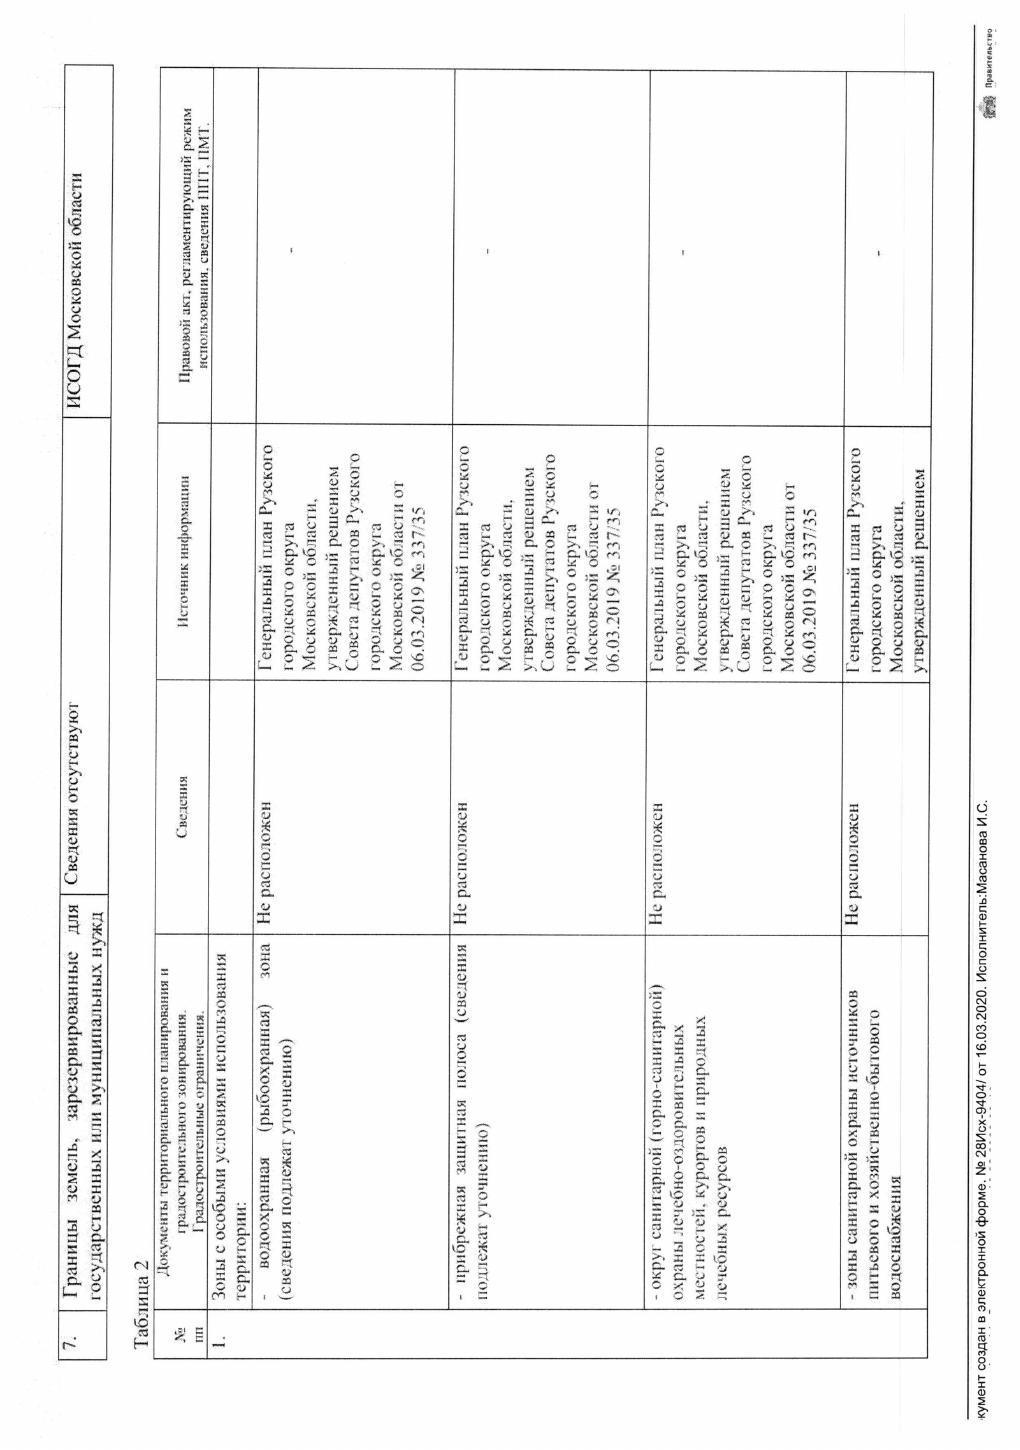 7.
Границы земель, зарезервированные для
государственных или муниципальных нужд
Сведения отсутствуют
ИСОГД Московской области
Таблица 2
№
пп
Документы территориального планирования и
градостроительного зонирования.
Градостроительные ограничения.
Сведения
Источник информации
Правовой акт, регламентирующий режим
использования, сведения ППТ, ПМТ.
1.
Зоны с особыми условиями использования
территории:
- водоохранная (рыбоохранная) зона
(сведения подлежат уточнению)
Не расположен
Генеральный план Рузского
городского округа
Московской области,
утвержденный решением
Совета депутатов Рузского
городского округа
Московской области от
06.03.2019 № 337/35
-
- прибрежная защитная полоса (сведения
подлежат уточнению)
Не расположен
Генеральный план Рузского
городского округа
Московской области,
утвержденный решением
Совета депутатов Рузского
городского округа
Московской области от
06.03.2019 № 337/35
-
- округ санитарной (горно-санитарной)
охраны лечебно-оздоровительных
местностей, курортов и природных
лечебных ресурсов
Не расположен
Генеральный план Рузского
городского округа
Московской области,
утвержденный решением
Совета депутатов Рузского
городского округа
Московской области от
06.03.2019 № 337/35
-
- зоны санитарной охраны источников
питьевого и хозяйственно-бытового
водоснабжения
Не расположен
Генеральный план Рузского
городского округа
Московской области,
утвержденный решением
-
кумент создан в электронной форме. № 28Исх-9404/ от 16.03.2020. Исполнитель:Масанова И.С.
Правительство